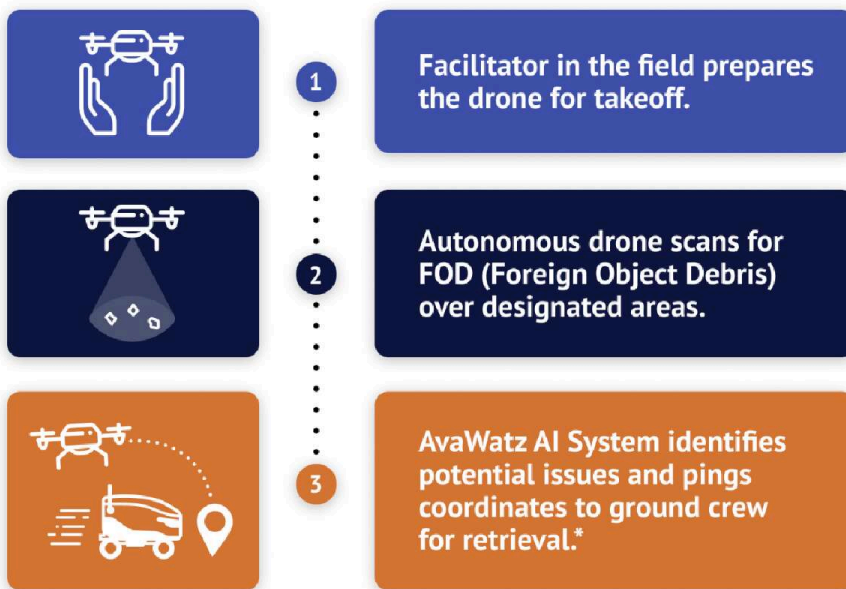 1
Facilitator in the field prepares
the drone for takeoff.
2
Autonomous drone scans for
FOD (Foreign Object Debris)
over designated areas.
3
AvaWatz AI System identifies
potential issues and pings
coordinates to ground crew
for retrieval.*